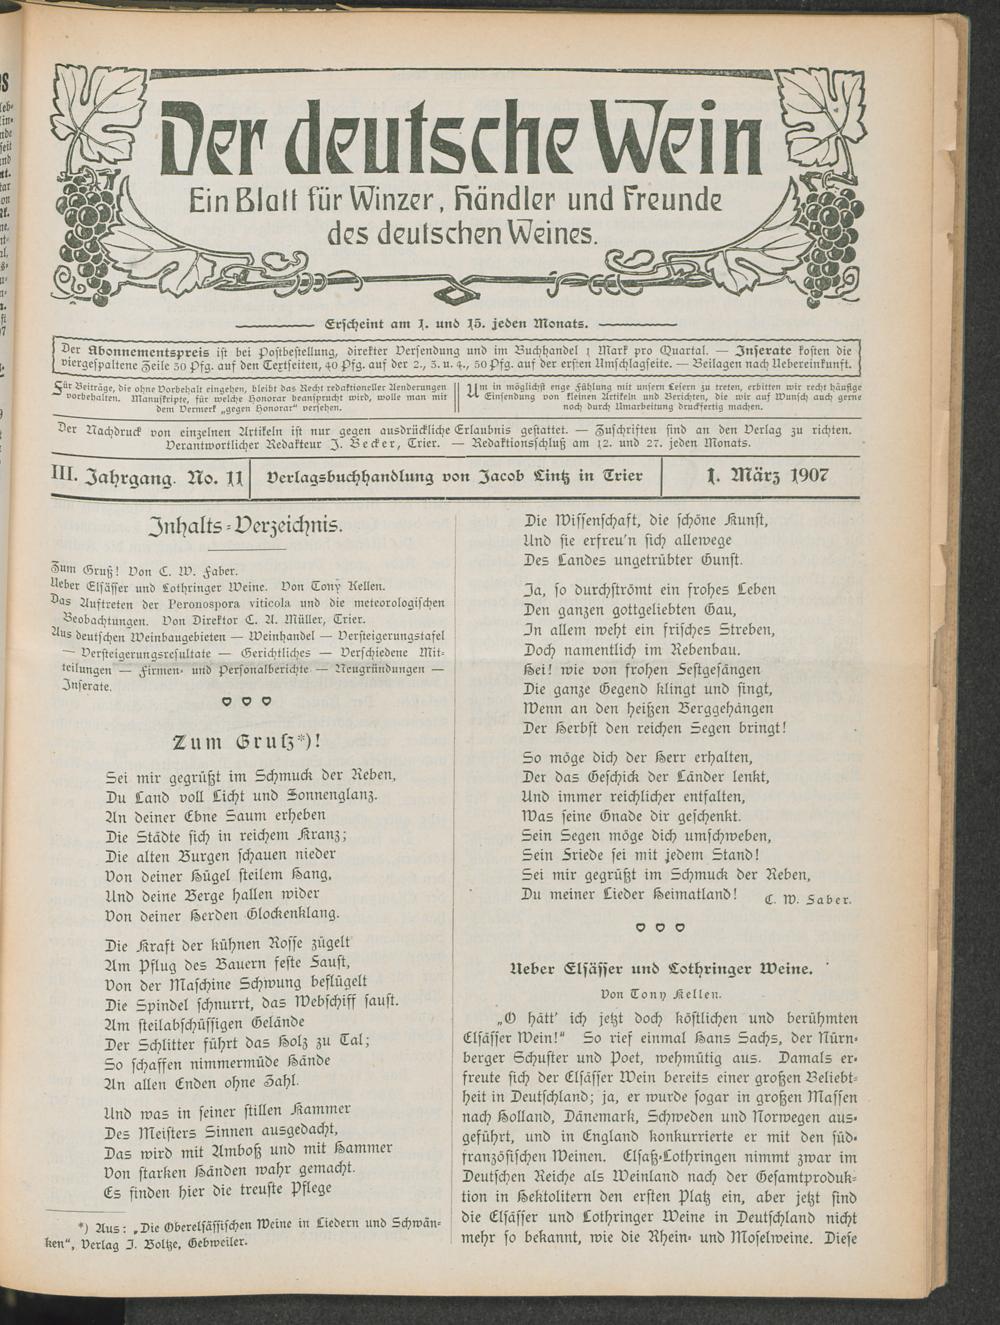 Der deutsche Wein
Ein Blatt für Winzer, Händler und Freunde
des deutschen Weines.
Erscheint am 1. und 15. jeden Monats.
Der Abonnementspreis ist bei Postbestellung, direkter Versendung und im Buchhandel 1 Mark pro Quartal. — Inserate kosten die
viergespaltene Zeile 30 Pfg. auf den Textseiten, 40 Pfg. auf der 2., 3. u. 4., 50 Pfg. auf der ersten Umschlagseite. — Beilagen nach Uebereinkunft.
Für Beiträge, die ohne Vorbehalt eingehen, bleibt das Recht redaktioneller Aenderungen
vorbehalten. Manuskripte, für welche Honorar beansprucht wird, wolle man mit
dem Vermerk „gegen Honorar“ versehen.
Um in möglichst enge Fühlung mit unsern Lesern zu treten, erbitten wir recht häufige
Einsendung von kleinen Artikeln und Berichten, die wir auf Wunsch auch gerne
noch durch Umarbeitung druckfertig machen.
Der Nachdruck von einzelnen Artikeln ist nur gegen ausdrückliche Erlaubnis gestattet. — Zuschriften sind an den Verlag zu richten.
Verantwortlicher Redakteur J. Becker, Trier. — Redaktionsschluß am 12. und 27. jeden Monats.
III. Jahrgang. No. 11
Verlagsbuchhandlung von Jacob Lintz in Trier
1. März 1907
Inhalts-Verzeichnis.
Zum Gruß! Von C. W. Faber.
Ueber Elsässer und Lothringer Weine. Von Tony Kellen.
Das Auftreten der Peronospora viticola und die meteorologischen
Beobachtungen. Von Direktor C. A. Müller, Trier.
Aus deutschen Weinbaugebieten — Weinhandel — Versteigerungstafel
— Versteigerungsresultate — Gerichtliches — Verschiedene Mit-
teilungen — Firmen- und Personalberichte — Neugründungen —
Inserate.
Zum Gruß*)!
Sei mir gegrüßt im Schmuck der Reben,
Du Land voll Licht und Sonnenglanz.
An deiner Ebne Saum erheben
Die Städte sich in reichem Kranz;
Die alten Burgen schauen nieder
Von deiner Hügel steilem Hang,
Und deine Berge hallen wider
Von deiner Herden Glockenklang.
Die Kraft der kühnen Rosse zügelt
Am Pflug des Bauern feste Faust,
Von der Maschine Schwung beflügelt
Die Spindel schnurrt, das Webschiff saust.
Am steilabschüssigen Gelände
Der Schlitter führt das Holz zu Tal;
So schaffen nimmermüde Hände
An allen Enden ohne Zahl.
Und was in seiner stillen Kammer
Des Meisters Sinnen ausgedacht,
Das wird mit Amboß und mit Hammer
Von starken Händen wahr gemacht.
Es finden hier die treuste Pflege
*) Aus: „Die Oberelsässischen Weine in Liedern und Schwän-
ken“, Verlag J. Boltze, Gebweiler.
Die Wissenschaft, die schöne Kunst,
Und sie erfreu'n sich allewege
Des Landes ungetrübter Gunst.
Ja, so durchströmt ein frohes Leben
Den ganzen gottgeliebten Gau,
In allem weht ein frisches Streben,
Doch namentlich im Rebenbau.
Hei! wie von frohen Festgesängen
Die ganze Gegend klingt und singt,
Wenn an den heißen Berggehängen
Der Herbst den reichen Segen bringt!
So möge dich der Herr erhalten,
Der das Geschick der Länder lenkt,
Und immer reichlicher entfalten,
Was seine Gnade dir geschenkt.
Sein Segen möge dich umschweben,
Sein Friede sei mit jedem Stand!
Sei mir gegrüßt im Schmuck der Reben,
Du meiner Lieder Heimatland!
C. W. Faber.
Ueber Elsässer und Lothringer Weine.
Von Tony Kellen.
„O hätt' ich jetzt doch köstlichen und berühmten
Elsässer Wein!“ So rief einmal Hans Sachs, der Nürn-
berger Schuster und Poet, wehmütig aus. Damals er-
freute sich der Elsässer Wein bereits einer großen Beliebt-
heit in Deutschland; ja, er wurde sogar in großen Massen
nach Holland, Dänemark, Schweden und Norwegen aus-
geführt, und in England konkurrierte er mit den süd-
französischen Weinen. Elsaß-Lothringen nimmt zwar im
Deutschen Reiche als Weinland nach der Gesamtproduk-
tion in Hektolitern den ersten Platz ein, aber jetzt sind
die Elsässer und Lothringer Weine in Deutschland nicht
mehr so bekannt, wie die Rhein- und Moselweine. Diese